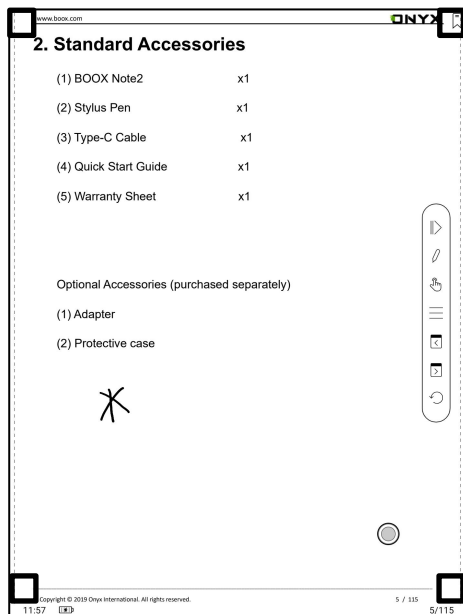 www.boox.com
ONYX
2. Standard Accessories
(1) BOOX Note2 x1
(2) Stylus Pen x1
(3) Type-C Cable x1
(4) Quick Start Guide x1
(5) Warranty Sheet x1
Optional Accessories (purchased separately)
(1) Adapter
(2) Protective case
Copyright © 2019 Onyx International. All rights reserved.
5 / 115
11:57
5/115